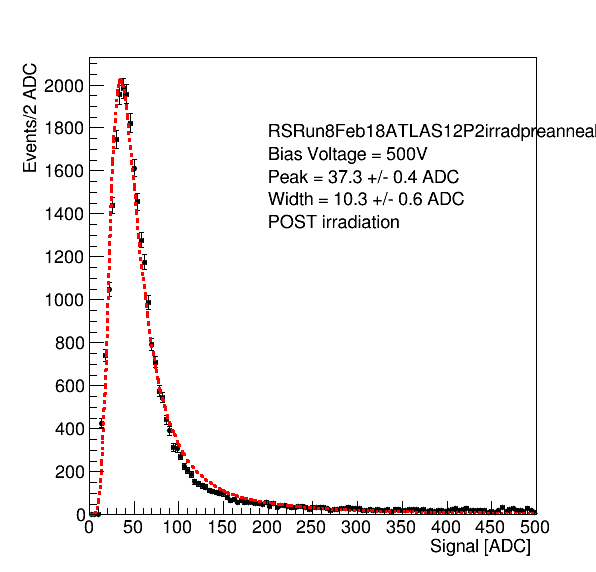 Events/2 ADC
2000
1800
1600
1400
1200
1000
800
600
400
200
0
RSRun8Feb18ATLAS12P2irradpreanneal
Bias Voltage = 500V
Peak = 37.3 +/- 0.4 ADC
Width = 10.3 +/- 0.6 ADC
POST irradiation
0 50 100 150 200 250 300 350 400 450 500
Signal [ADC]